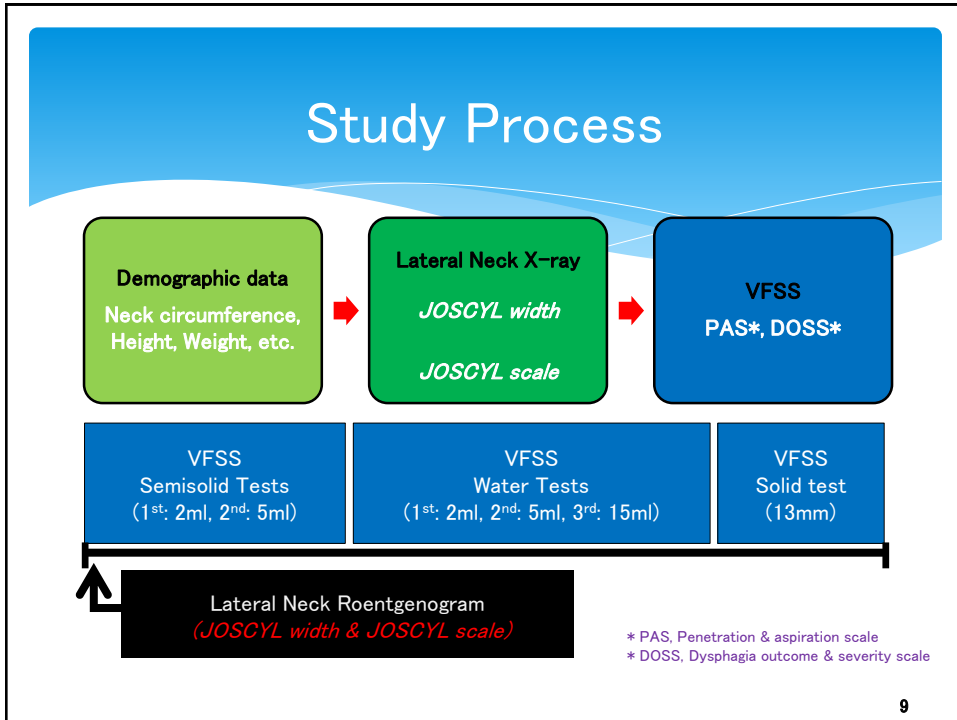 Study Process
Demographic data
Neck circumference,
Height, Weight, etc.
Lateral Neck X-ray
JOSCYL width
JOSCYL scale
VFSS
PAS*, DOSS*
VFSS
Semisolid Tests
(1st: 2ml, 2nd: 5ml)
VFSS
Water Tests
(1st: 2ml, 2nd: 5ml, 3rd: 15ml)
VFSS
Solid test
(13mm)
Lateral Neck Roentgenogram
(JOSCYL width & JOSCYL scale)
* PAS, Penetration & aspiration scale
* DOSS, Dysphagia outcome & severity scale
9